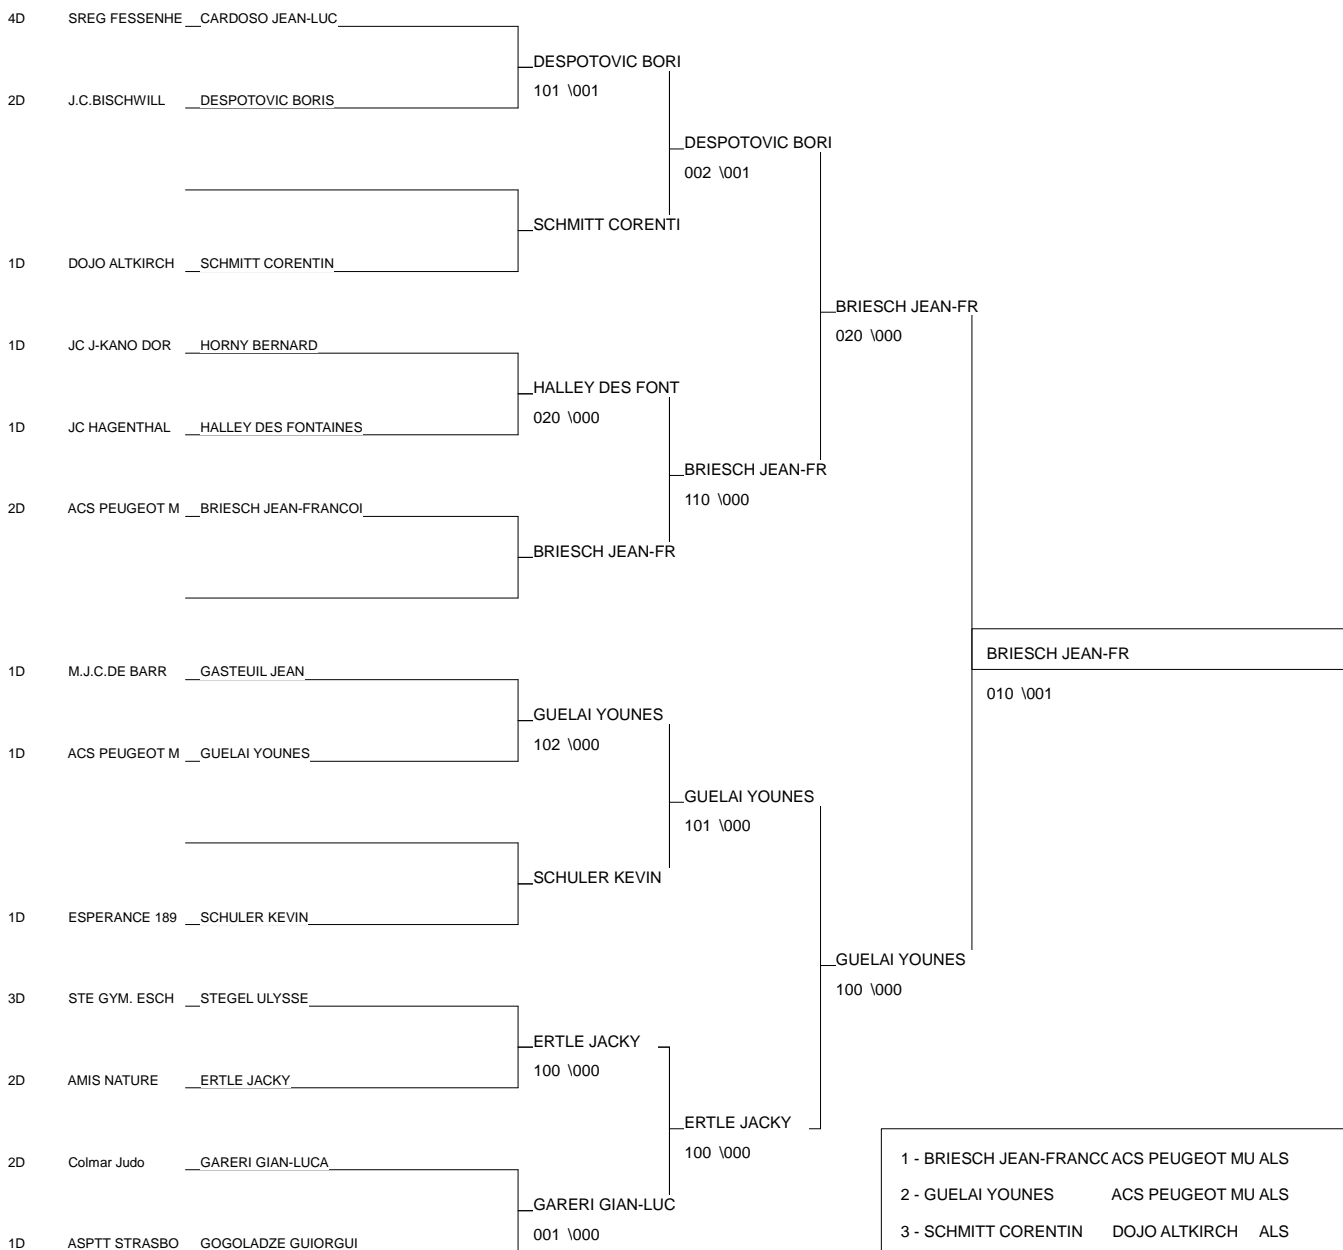 4D SREG FESSENHE CARDOSO JEAN-LUC
DESPOTOVIC BORI
101 \001
2D J.C.BISCHWILL DESPOTOVIC BORIS
DESPOTOVIC BORI
002 \001
SCHMITT CORENTI
1D DOJO ALTKIRCH SCHMITT CORENTIN
BRIESCH JEAN-FR
020 \000
1D JC J-KANO DOR HORNY BERNARD
HALLEY DES FONT
020 \000
1D JC HAGENTHAL HALLEY DES FONTAINES
BRIESCH JEAN-FR
110 \000
2D ACS PEUGEOT M BRIESCH JEAN-FRANCOI
BRIESCH JEAN-FR
BRIESCH JEAN-FR
010 \001
1D M.J.C.DE BARR GASTEUIL JEAN
GUELAI YOUNES
102 \000
1D ACS PEUGEOT M GUELAI YOUNES
GUELAI YOUNES
101 \000
SCHULER KEVIN
1D ESPERANCE 189 SCHULER KEVIN
GUELAI YOUNES
100 \000
3D STE GYM. ESCH STEGEL ULYSSE
ERTLE JACKY
100 \000
2D AMIS NATURE ERTLE JACKY
ERTLE JACKY
100 \000
2D Colmar Judo GARERI GIAN-LUCA
GARERI GIAN-LUC
001 \000
1D ASPTT STRASBO GOGOLADZE GUIORGUI
1 - BRIESCH JEAN-FRANCC ACS PEUGEOT MU ALS
2 - GUELAI YOUNES ACS PEUGEOT MU ALS
3 - SCHMITT CORENTIN DOJO ALTKIRCH ALS